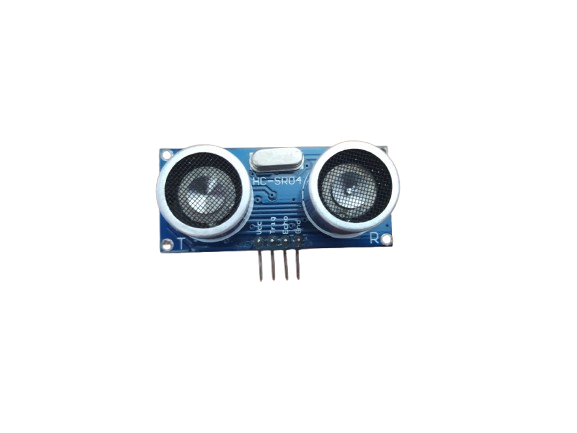 HC-SR04
Vcc
Trig
Echo
Gnd
T
R